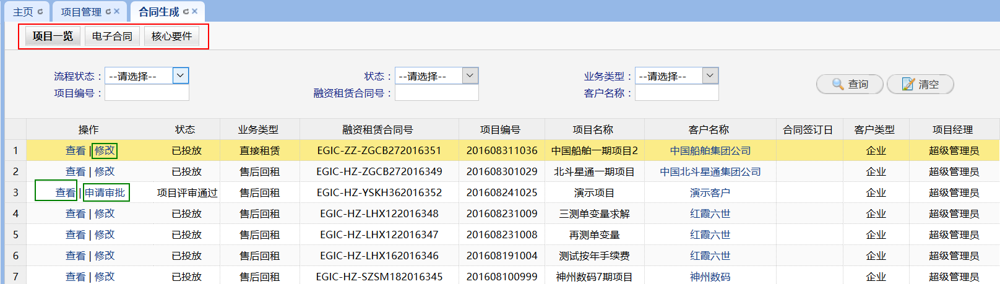 主页 项目管理 合同生成
项目一览 电子合同 核心要件
流程状态： --请选择-- 状态： --请选择-- 业务类型： --请选择--
项目编号： 融资租赁合同号： 客户名称： 查询 清空
操作 状态 业务类型 融资租赁合同号 项目编号 项目名称 客户名称 合同签订日 客户类型 项目经理
1 查看 | 修改 已投放 直接租赁 EGIC-ZZ-ZGCB272016351 201608311036 中国船舶一期项目2 中国船舶集团公司 企业 超级管理员
2 查看 | 修改 已投放 售后回租 EGIC-HZ-ZGCB272016349 201608301029 北斗星通一期项目 中国北斗星通集团公司 企业 超级管理员
3 查看 | 申请审批 项目评审通过 售后回租 EGIC-HZ-YSKH362016352 201608241025 演示项目 演示客户 企业 超级管理员
4 查看 | 修改 已投放 售后回租 EGIC-HZ-LHX122016348 201608231009 三测单变量求解 红霞六世 企业 超级管理员
5 查看 | 修改 已投放 售后回租 EGIC-HZ-LHX122016347 201608231008 再测单变量 红霞六世 企业 超级管理员
6 查看 | 修改 已投放 售后回租 EGIC-HZ-LHX162016346 201608191004 测试按年手续费 红霞六世 企业 超级管理员
7 查看 | 修改 已投放 售后回租 EGIC-HZ-SZSM182016345 201608100999 神州数码7期项目 神州数码 企业 超级管理员